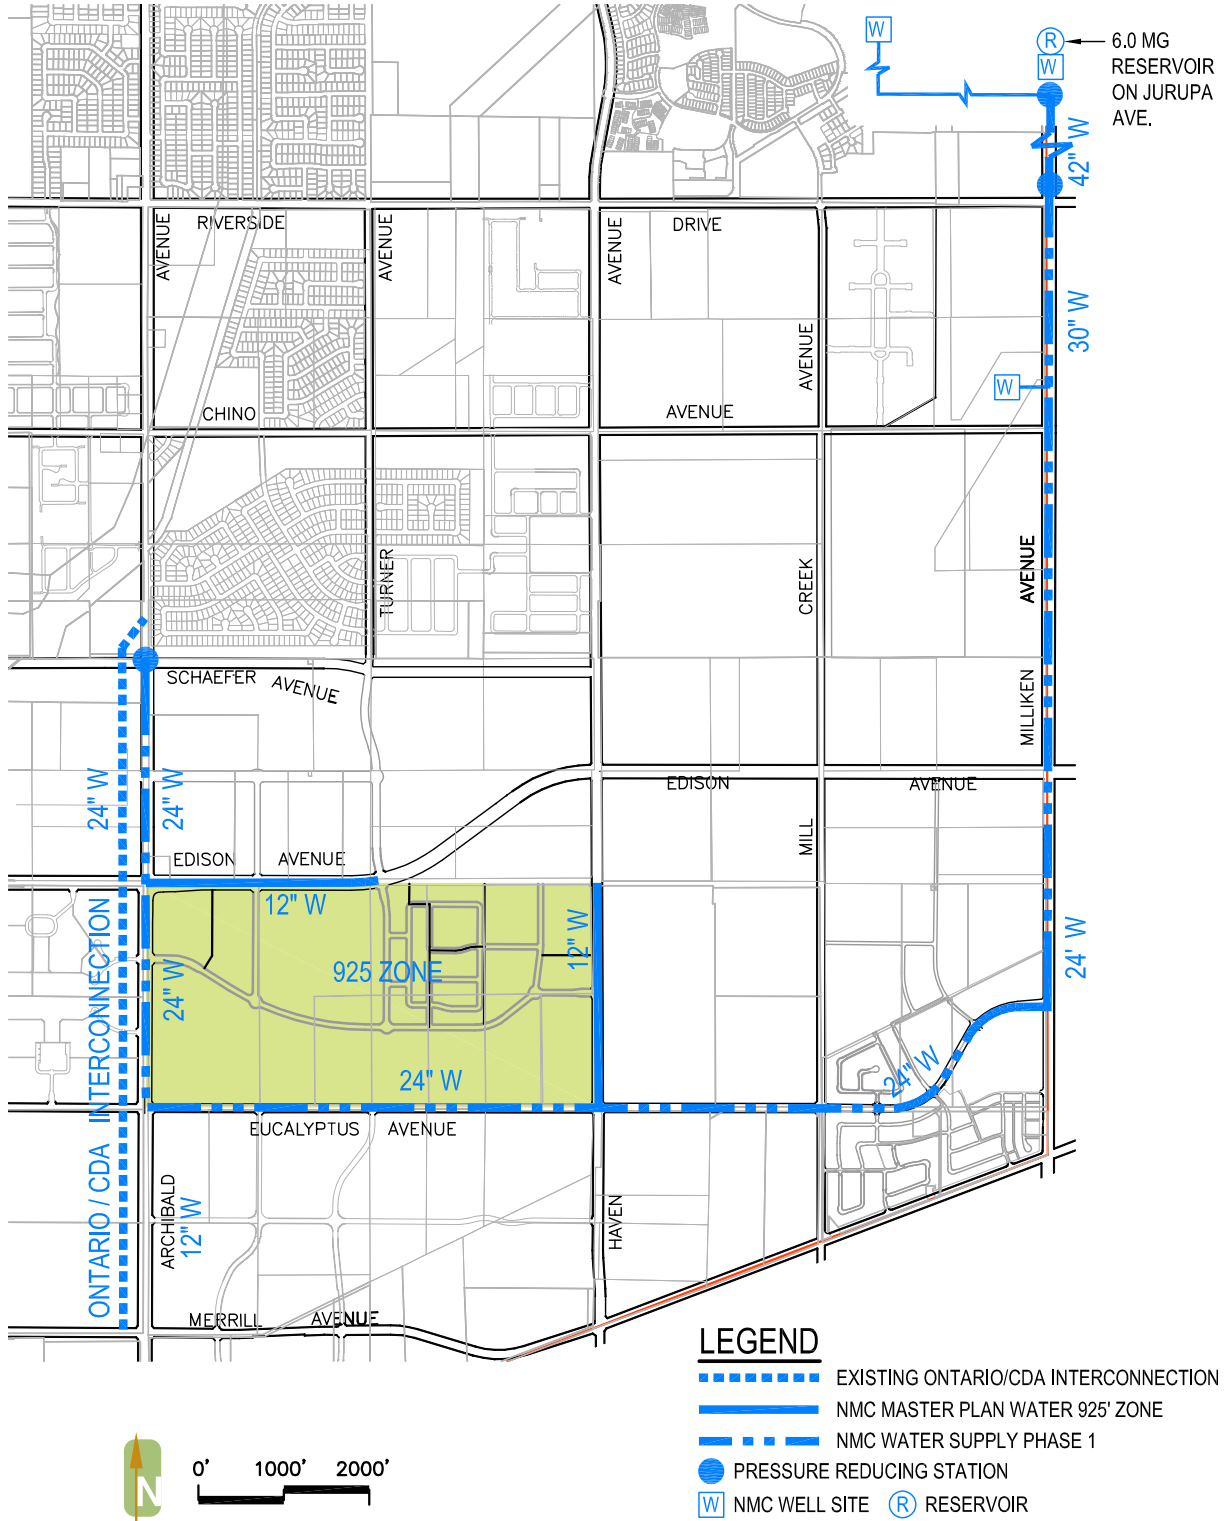 W
R
6.0 MG
W
RESERVOIR
ON JURUPA
AVE.
42" W
RIVERSIDE
DRIVE
AVENUE
AVENUE
AVENUE
AVENUE
30" W
W
CHINO
AVENUE
TURNER
CREEK
AVENUE
SCHAEFER
AVENUE
MILLIKEN
24" W
24" W
EDISON
AVENUE
MILL
EDISON
AVENUE
12" W
12" W
24' W
925 ZONE
24" W
ONTARIO / CDA INTERCONNECTION
24" W
24" W
EUCALYPTUS
AVENUE
ARCHIBALD
12" W
HAVEN
MERRILL
AVENUE
LEGEND
EXISTING ONTARIO/CDA INTERCONNECTION
NMC MASTER PLAN WATER 925' ZONE
NMC WATER SUPPLY PHASE 1
PRESSURE REDUCING STATION
W NMC WELL SITE R RESERVOIR
N
0' 1000' 2000'